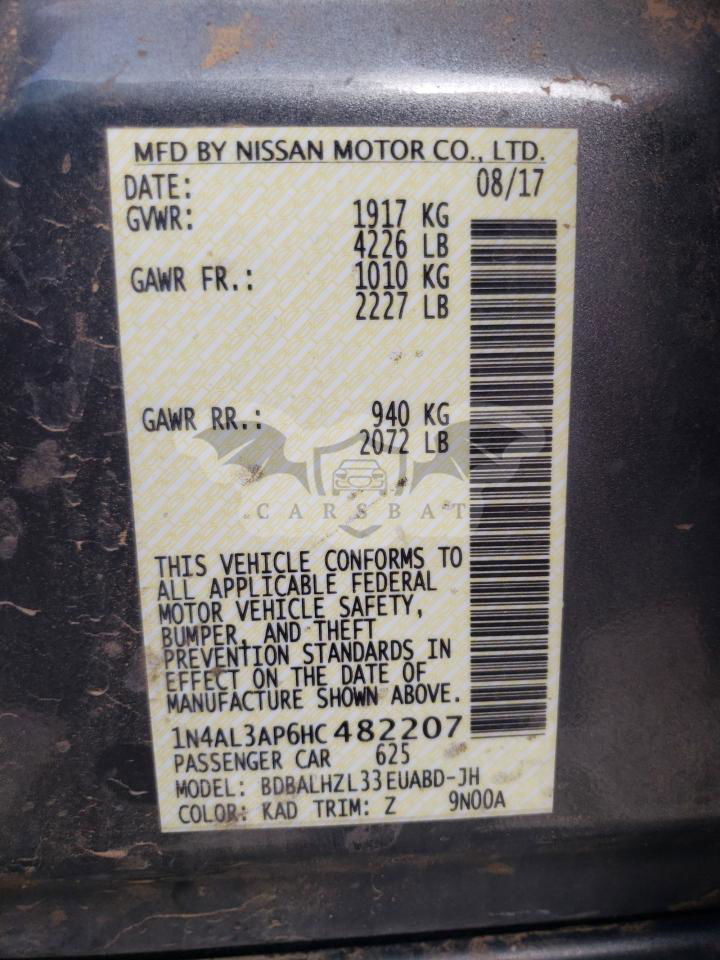 MFD BY NISSAN MOTOR CO., LTD.
DATE: 08/17
GVWR: 1917 KG
4226 LB
GAWR FR.: 1010 KG
2227 LB
GAWR RR.: 940 KG
2072 LB
CARSBAT
THIS VEHICLE CONFORMS TO
ALL APPLICABLE FEDERAL
MOTOR VEHICLE SAFETY,
BUMPER, AND THEFT
PREVENTION STANDARDS IN
EFFECT ON THE DATE OF
MANUFACTURE SHOWN ABOVE.
1N4AL3AP6HC482207
PASSENGER CAR 625
MODEL: BDBALHZL33EUABD-JH
COLOR: KAD TRIM: Z 9N00A